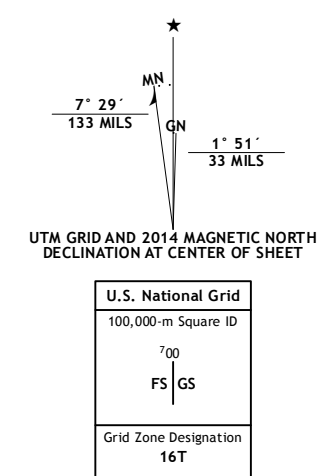 ★
MN
7° 29´
133 MILS
GN
1° 51´
33 MILS
UTM GRID AND 2014 MAGNETIC NORTH
DECLINATION AT CENTER OF SHEET
U.S. National Grid
100,000-m Square ID
⁷00
FS GS
Grid Zone Designation
16T